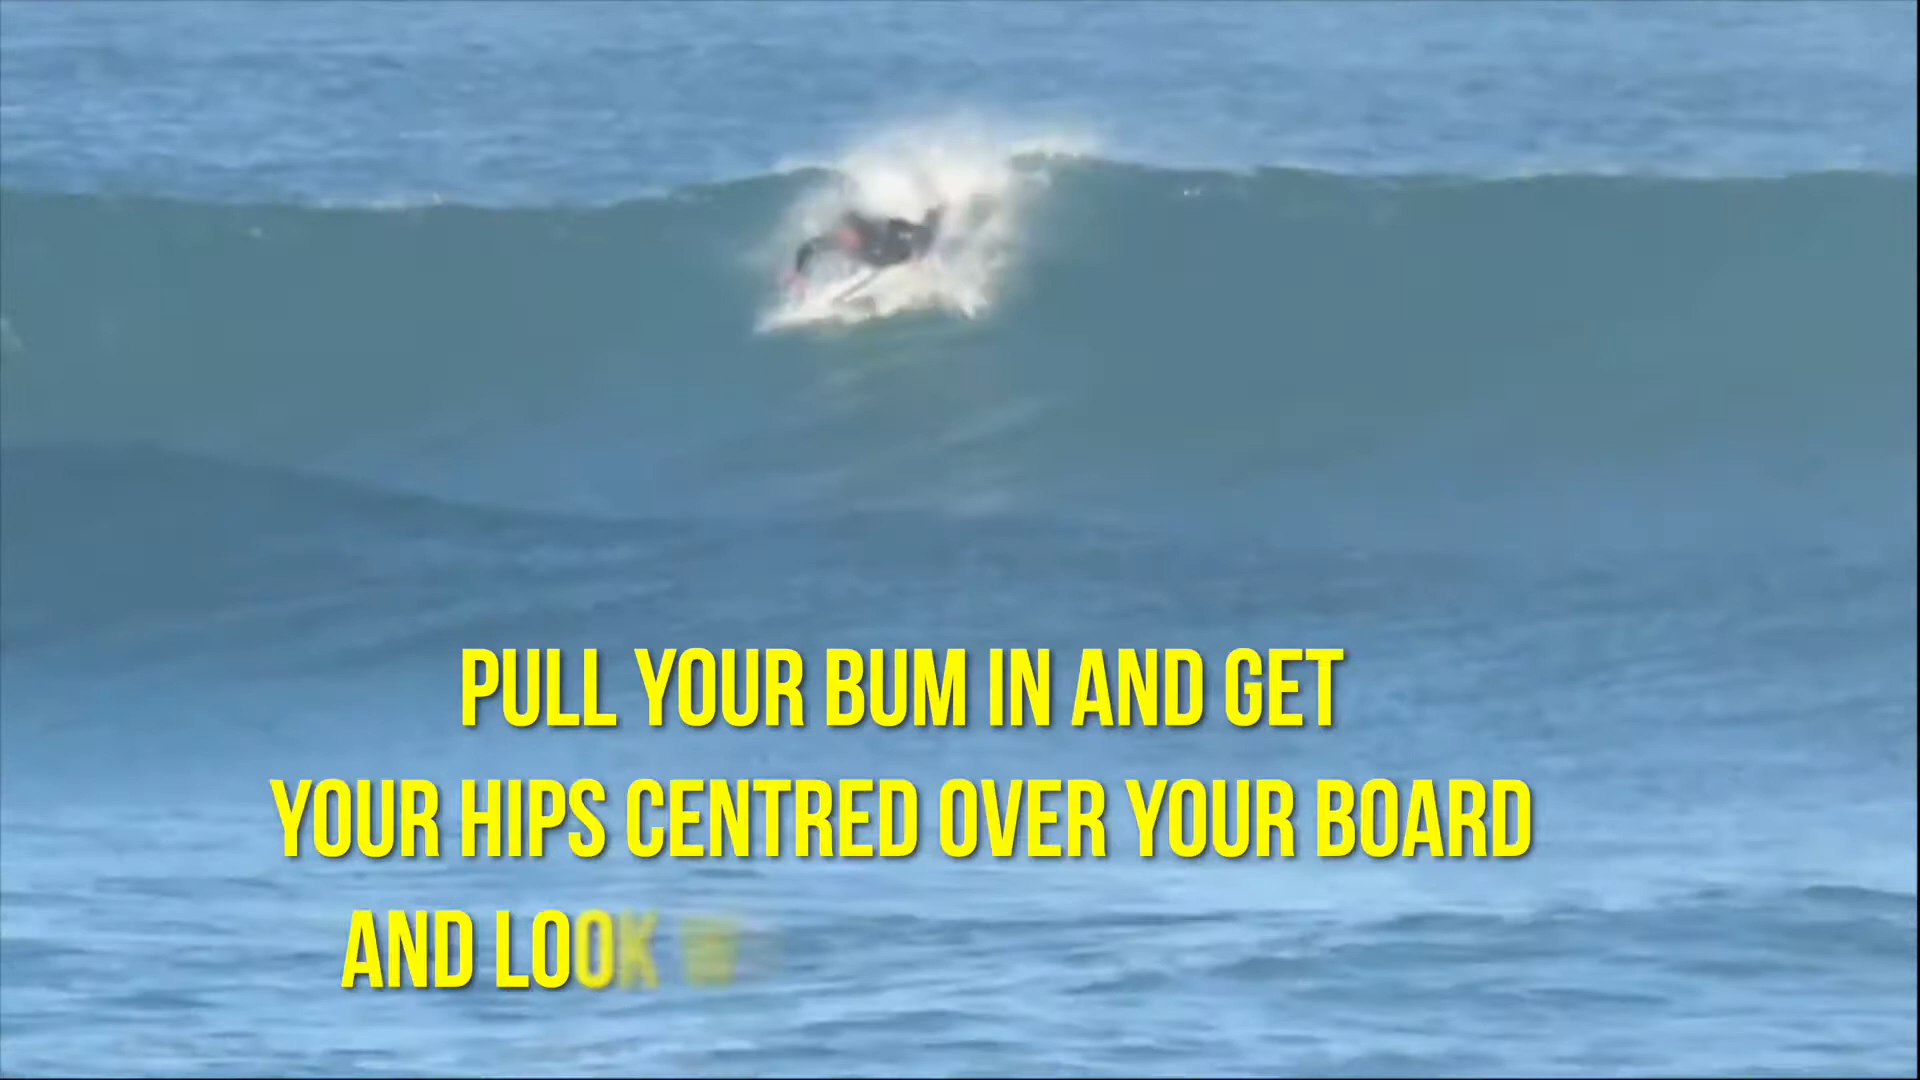 PULL YOUR BUM IN AND GET
YOUR HIPS CENTRED OVER YOUR BOARD
AND LOOK